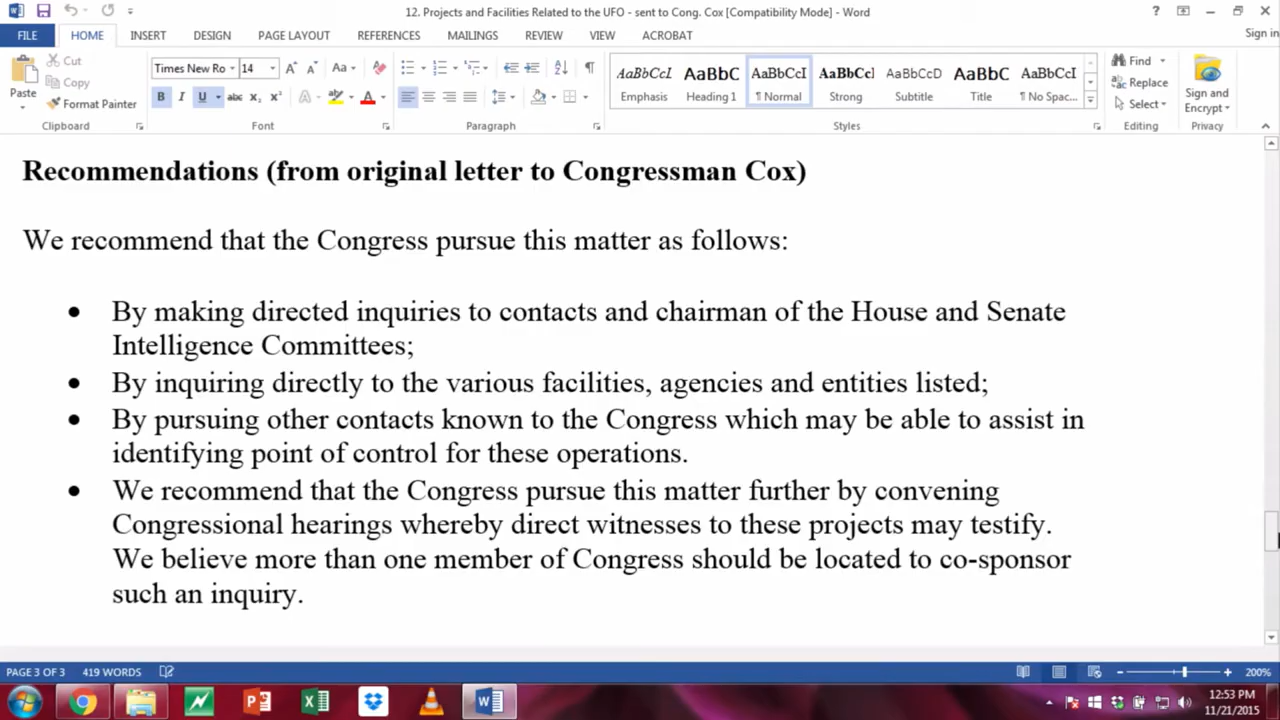 12. Projects and Facilities Related to the UFO - sent to Cong. Cox [Compatibility Mode] - Word
FILE HOME INSERT DESIGN PAGE LAYOUT REFERENCES MAILINGS REVIEW VIEW ACROBAT Sign in
Paste
Cut
Copy
Format Painter
Clipboard
Times New Ro 14
Font
Paragraph
AaBbCcI AaBbC AaBbCcI AaBbCcl AaBbCcD AaBbC AaBbCcI
Emphasis Heading 1 ¶ Normal Strong Subtitle Title ¶ No Spac...
Styles
Find
Replace
Select
Editing
Sign and
Encrypt
Privacy
Recommendations (from original letter to Congressman Cox)
We recommend that the Congress pursue this matter as follows:
• By making directed inquiries to contacts and chairman of the House and Senate
Intelligence Committees;
• By inquiring directly to the various facilities, agencies and entities listed;
• By pursuing other contacts known to the Congress which may be able to assist in
identifying point of control for these operations.
• We recommend that the Congress pursue this matter further by convening
Congressional hearings whereby direct witnesses to these projects may testify.
We believe more than one member of Congress should be located to co-sponsor
such an inquiry.
PAGE 3 OF 3 419 WORDS 200%
12:53 PM
11/21/2015